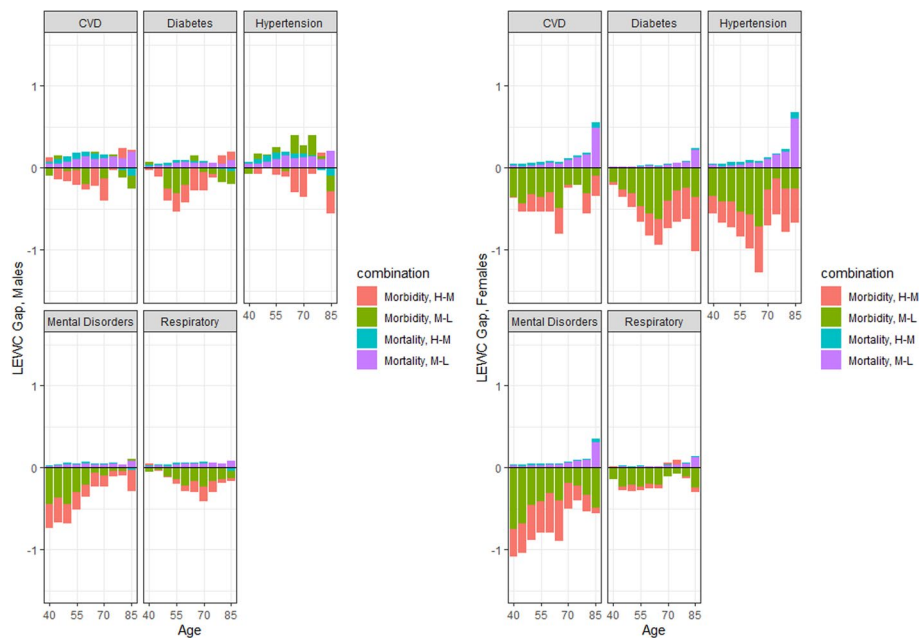 CVD Diabetes Hypertension
LEWC Gap, Males
1
0
-1
40 55 70 85
Mental Disorders Respiratory
1
0
-1
40 55 70 85 40 55 70 85
Age
combination
Morbidity, H-M
Morbidity, M-L
Mortality, H-M
Mortality, M-L
CVD Diabetes Hypertension
LEWC Gap, Females
1
0
-1
40 55 70 85
Mental Disorders Respiratory
1
0
-1
40 55 70 85 40 55 70 85
Age
combination
Morbidity, H-M
Morbidity, M-L
Mortality, H-M
Mortality, M-L